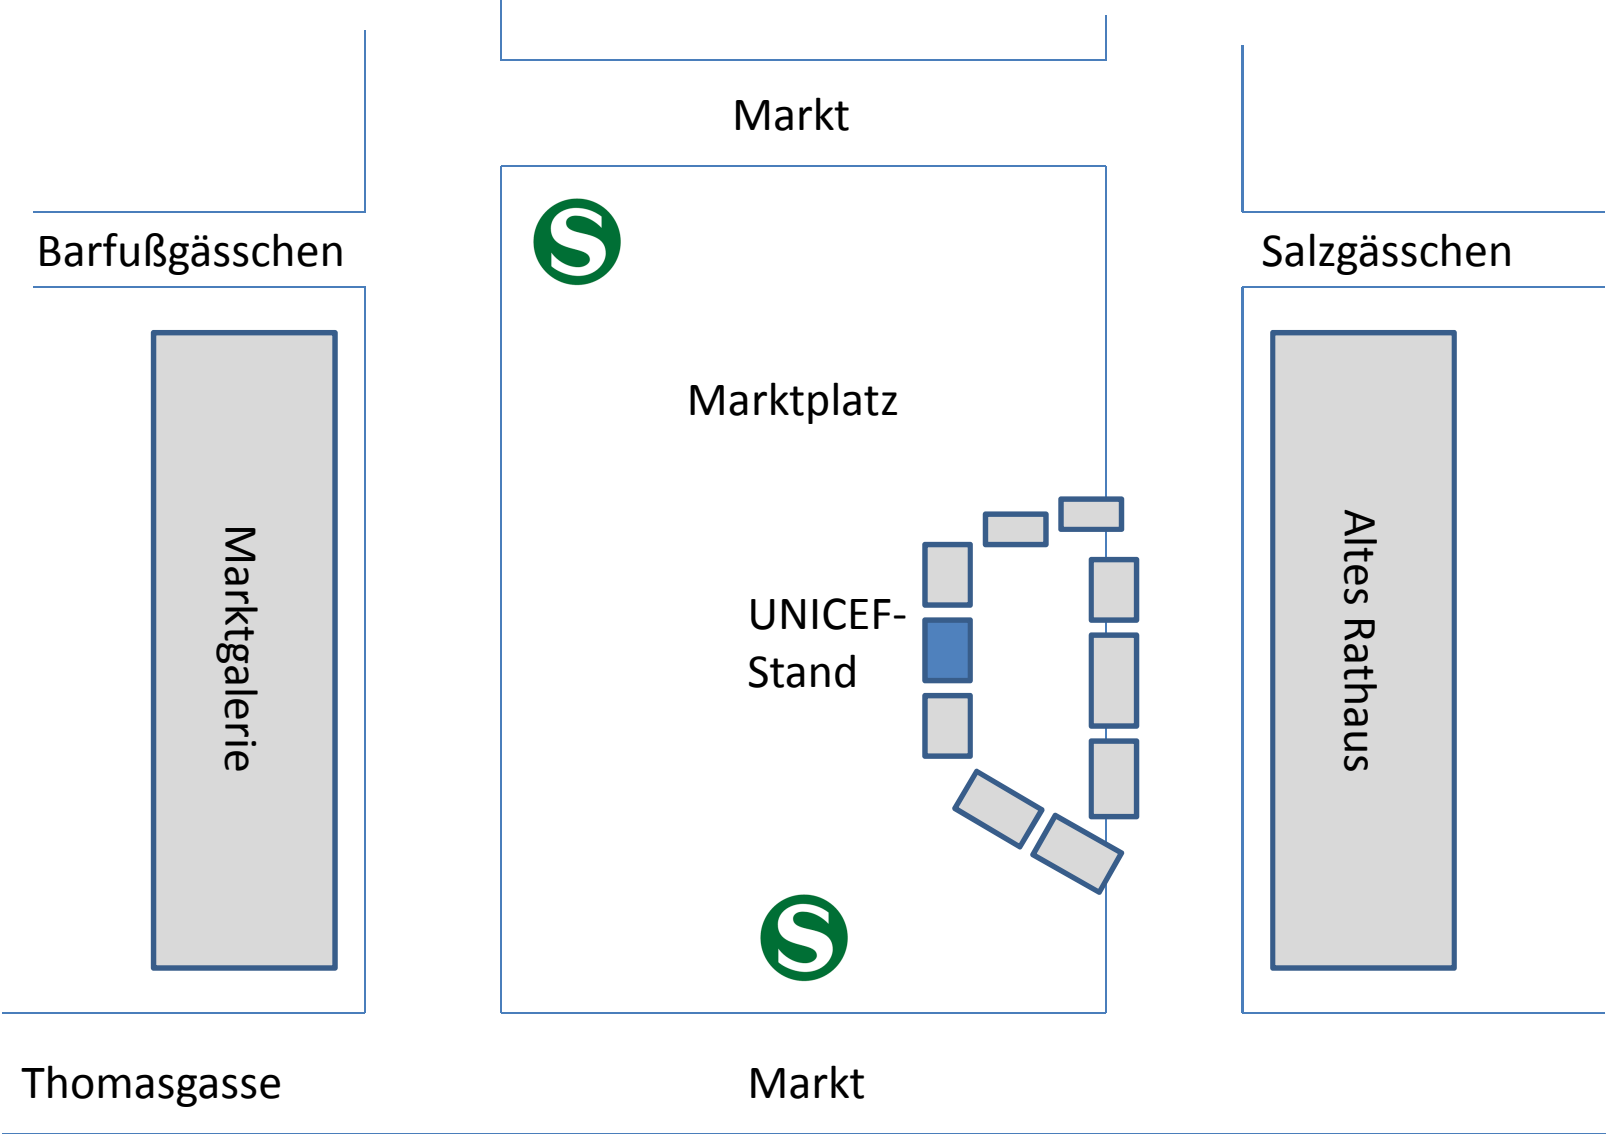 Markt
Barfußgässchen
Salzgässchen
S
Marktplatz
Marktgalerie
UNICEF-
Stand
Altes Rathaus
S
Thomasgasse
Markt